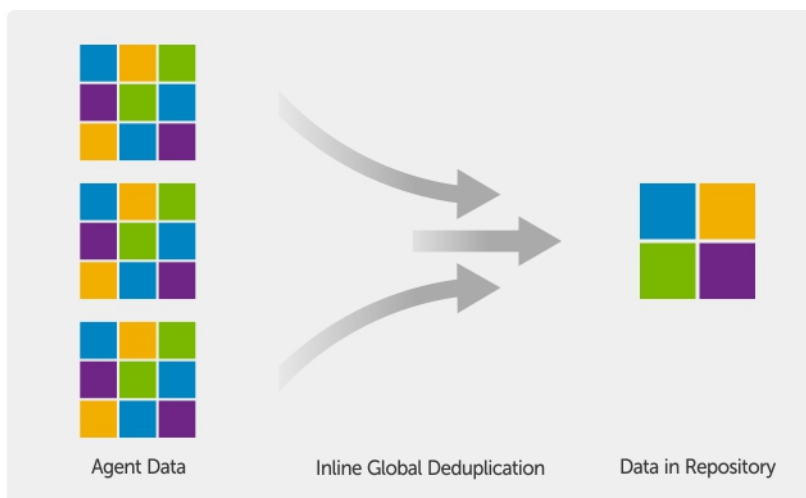 Agent Data
Inline Global Deduplication
Data in Repository